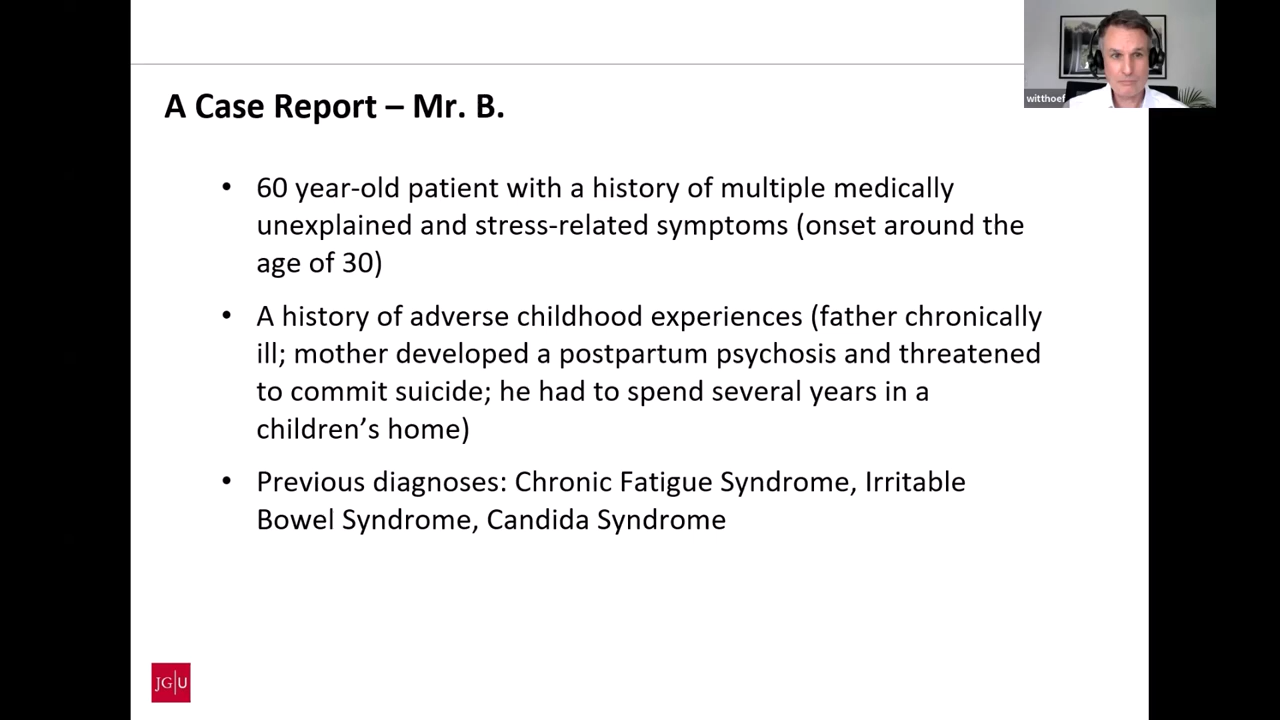 witthoef
A Case Report – Mr. B.
• 60 year-old patient with a history of multiple medically
unexplained and stress-related symptoms (onset around the
age of 30)
• A history of adverse childhood experiences (father chronically
ill; mother developed a postpartum psychosis and threatened
to commit suicide; he had to spend several years in a
children’s home)
• Previous diagnoses: Chronic Fatigue Syndrome, Irritable
Bowel Syndrome, Candida Syndrome
JG|U